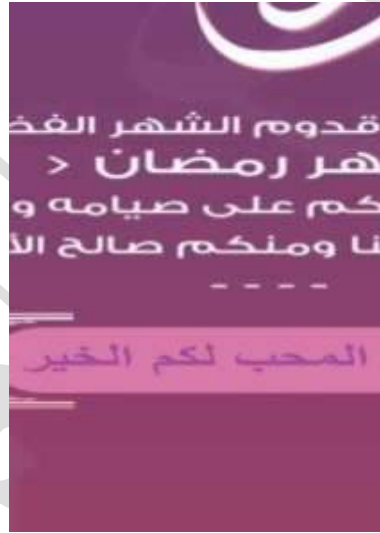 قدوم الشهر الفض
هر رمضان >
كم على صيامه و
نا ومنكم صالح الأ
- - - -
المحب لكم الخير